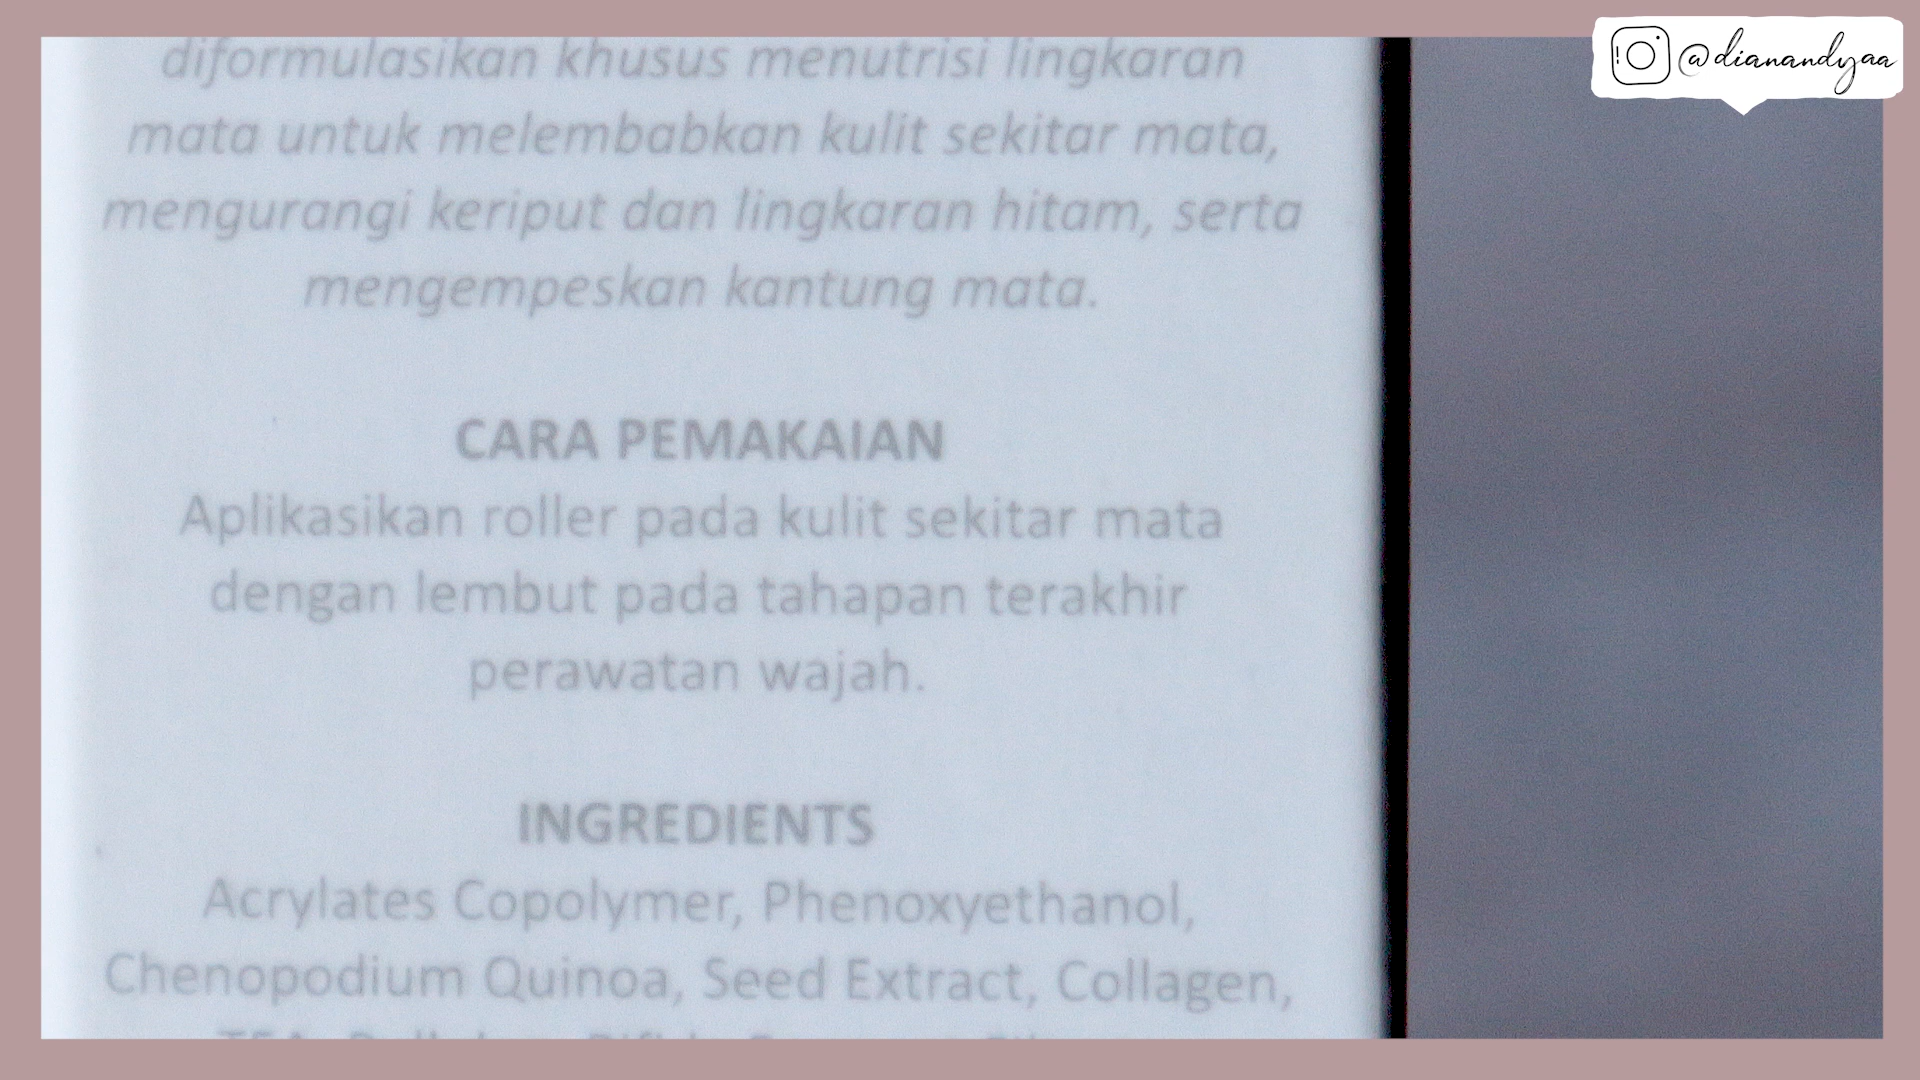 @dianandyaa
diformulasikan khusus menutrisi lingkaran
mata untuk melembabkan kulit sekitar mata,
mengurangi keriput dan lingkaran hitam, serta
mengempeskan kantung mata.
CARA PEMAKAIAN
Aplikasikan roller pada kulit sekitar mata
dengan lembut pada tahapan terakhir
perawatan wajah.
INGREDIENTS
Acrylates Copolymer, Phenoxyethanol,
Chenopodium Quinoa, Seed Extract, Collagen,
TEA,